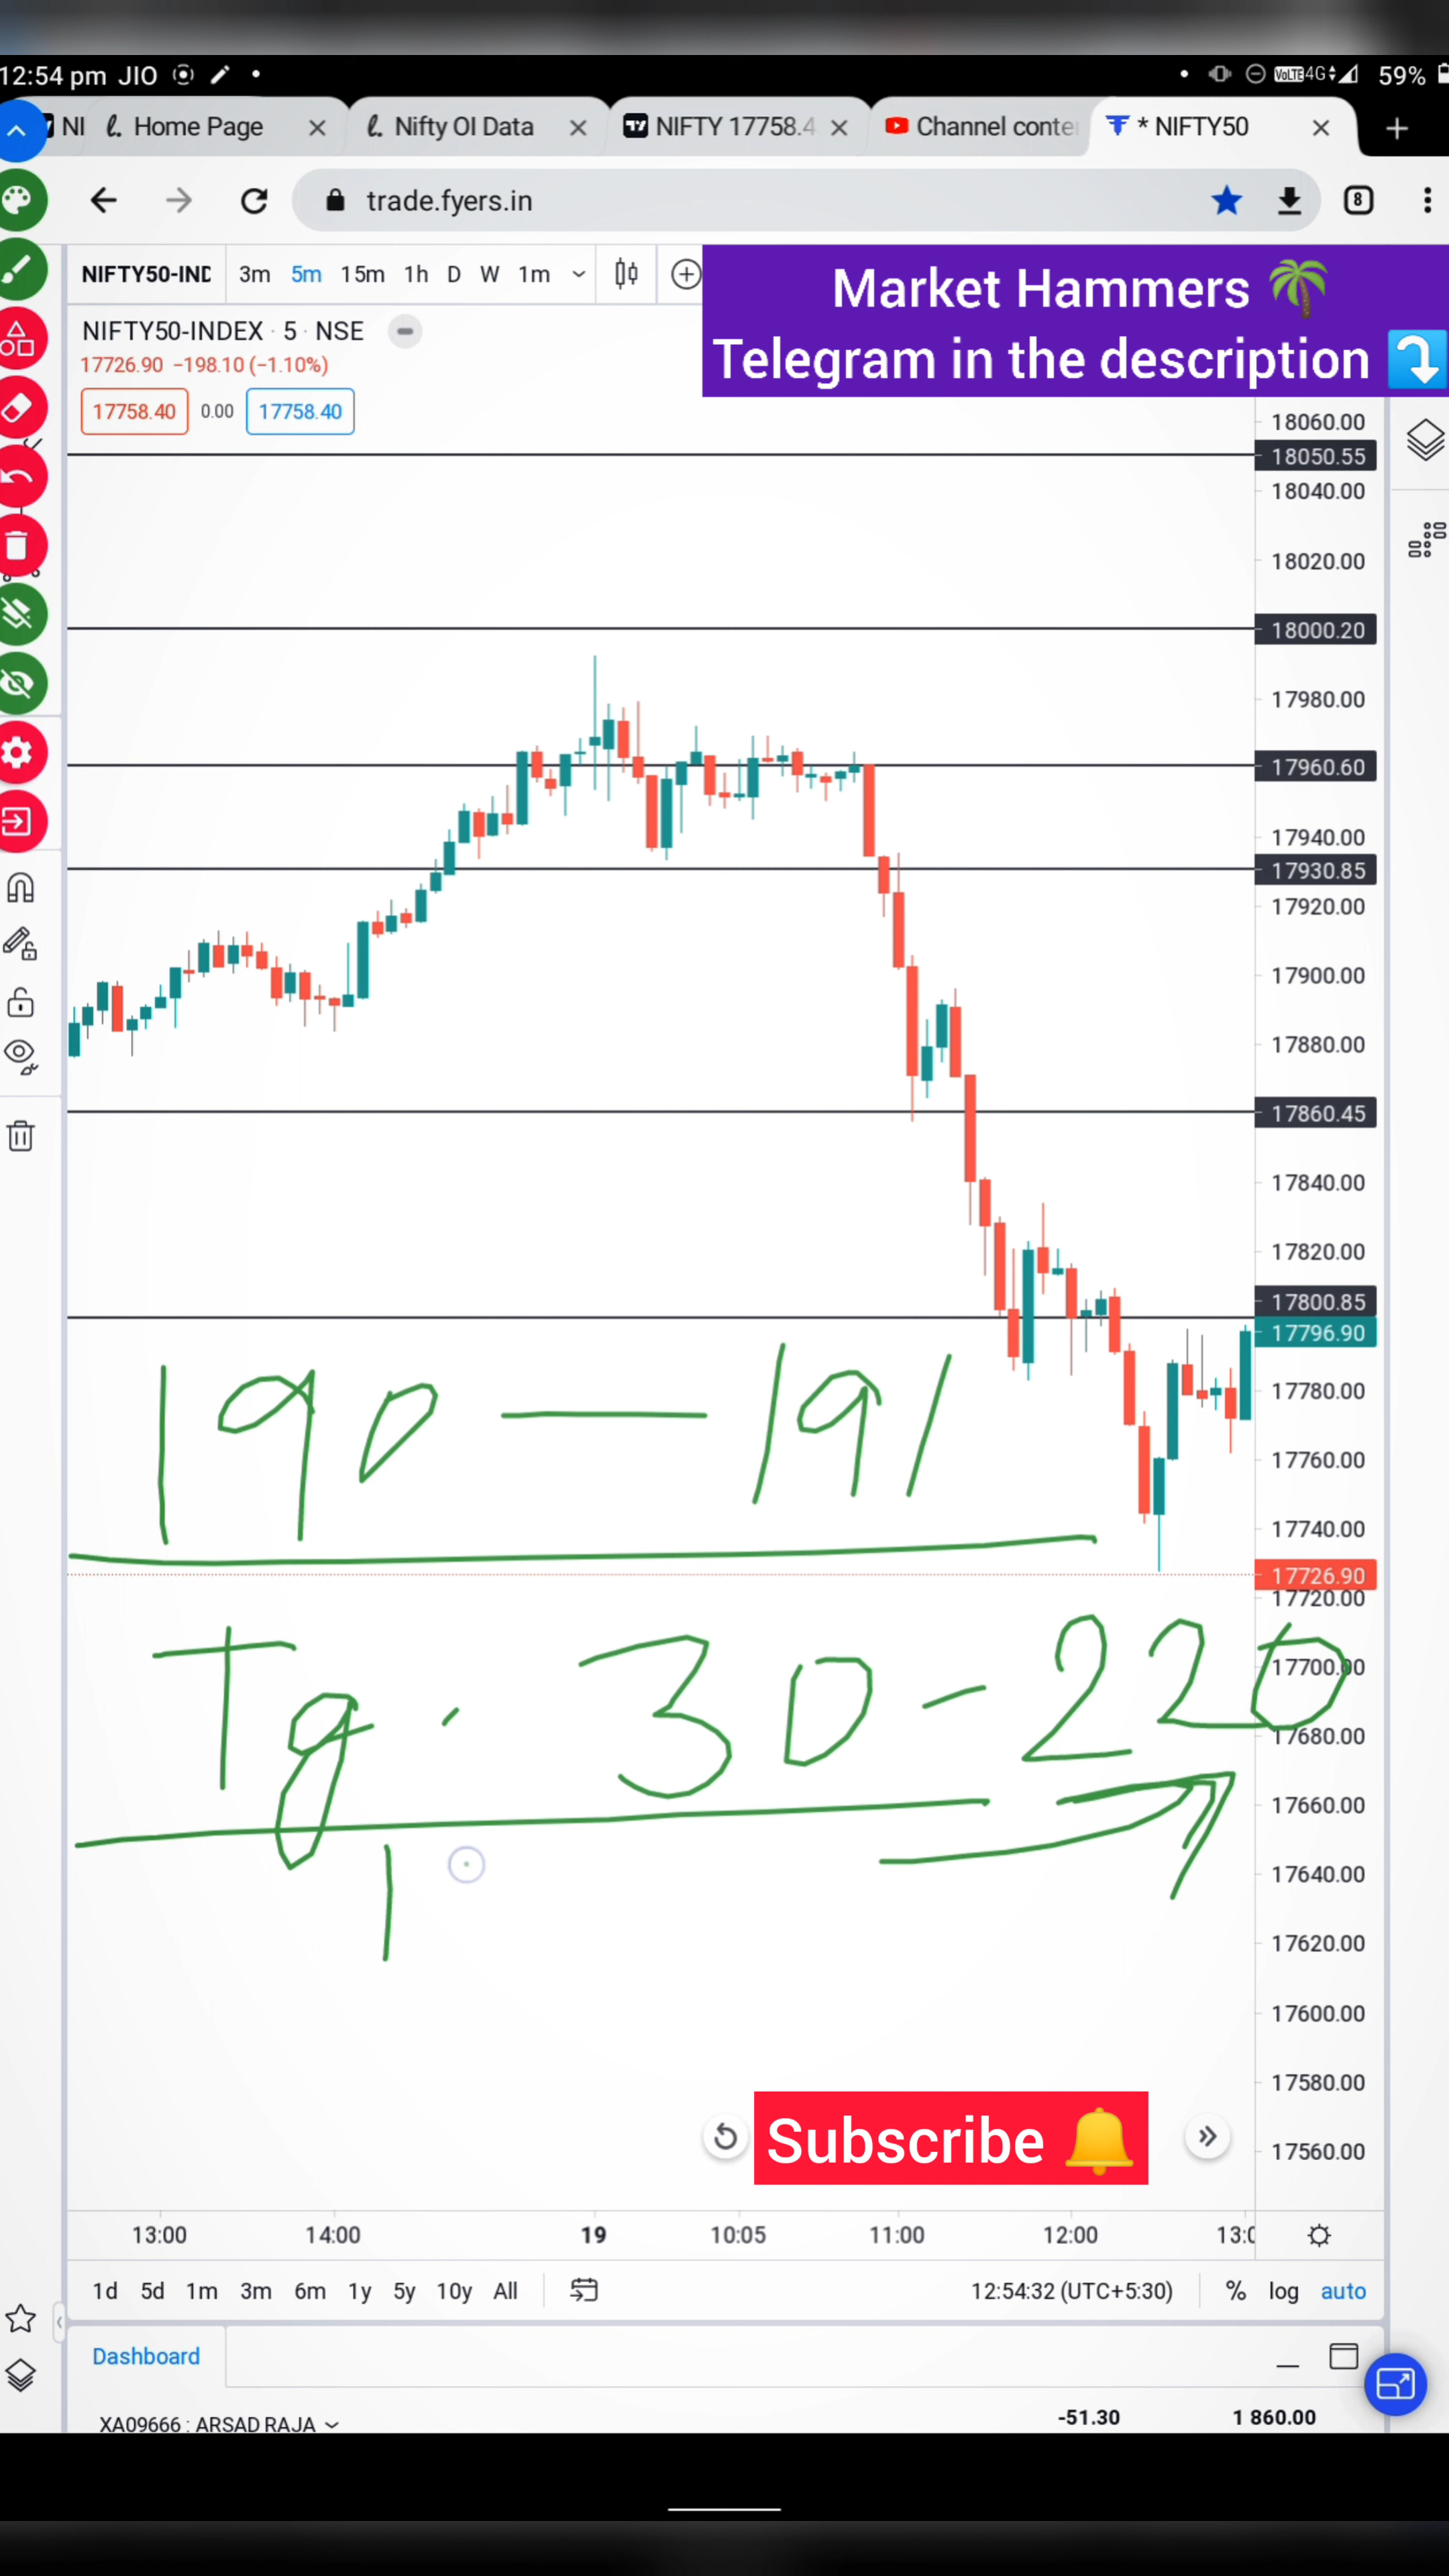 12:54 pm JIO VoLTE 4G 59%
NI Home Page Nifty OI Data NIFTY 17758.4 Channel conte * NIFTY50
trade.fyers.in 8
NIFTY50-IND 3m 5m 15m 1h D W 1m
Market Hammers 🌴
Telegram in the description ⤵️
NIFTY50-INDEX · 5 · NSE
17726.90 −198.10 (−1.10%)
17758.40 0.00 17758.40
18060.00
18050.55
18040.00
18020.00
18000.20
17980.00
17960.60
17940.00
17930.85
17920.00
17900.00
17880.00
17860.45
17840.00
17820.00
17800.85
17796.90
17780.00
17760.00
17740.00
17726.90
17720.00
17700.00
17680.00
17660.00
17640.00
17620.00
17600.00
17580.00
17560.00
190 — 191
Tg. 30 - 220
Subscribe 🔔
13:00 14:00 19 10:05 11:00 12:00 13:0
1d 5d 1m 3m 6m 1y 5y 10y All 12:54:32 (UTC+5:30) % log auto
Dashboard
XA09666 : ARSAD RAJA -51.30 1 860.00